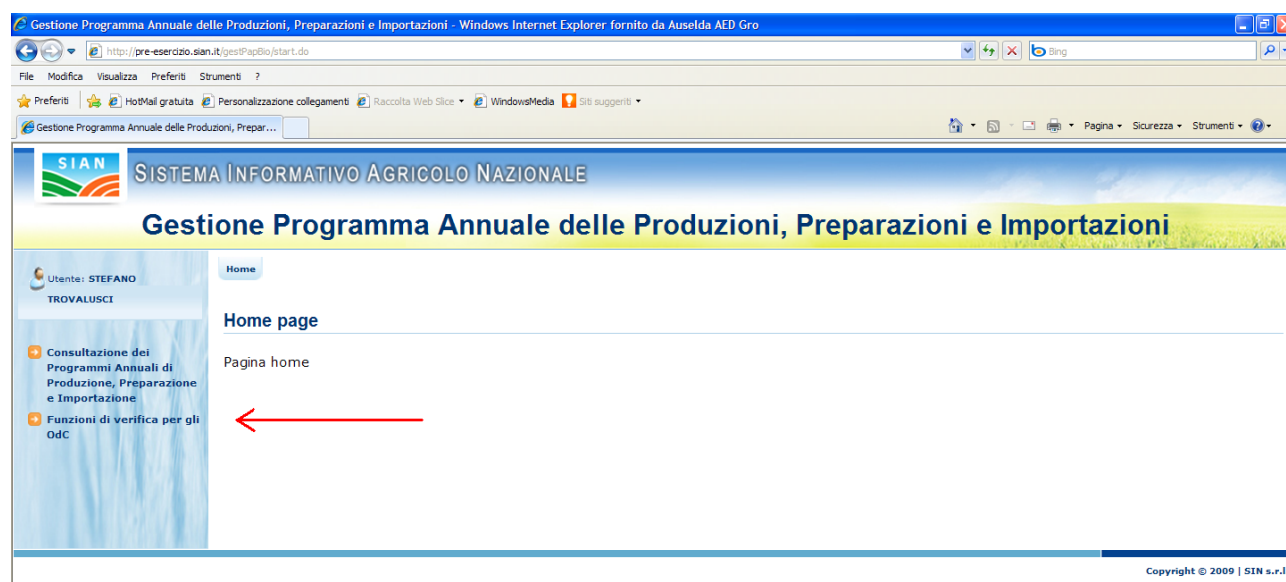 Gestione Programma Annuale delle Produzioni, Preparazioni e Importazioni - Windows Internet Explorer fornito da Auselda AED Gro
http://pre-esercizio.sian.it/gestPapBio/start.do
Bing
File Modifica Visualizza Preferiti Strumenti ?
Preferiti HotMail gratuita Personalizzazione collegamenti Raccolta Web Slice WindowsMedia Siti suggeriti
Gestione Programma Annuale delle Produzioni, Prepar...
Pagina Sicurezza Strumenti
SIAN
SISTEMA INFORMATIVO AGRICOLO NAZIONALE
Gestione Programma Annuale delle Produzioni, Preparazioni e Importazioni
Utente: STEFANO
TROVALUSCI
Home
Home page
Pagina home
Consultazione dei
Programmi Annuali di
Produzione, Preparazione
e Importazione
Funzioni di verifica per gli
OdC
Copyright © 2009 | SIN s.r.l